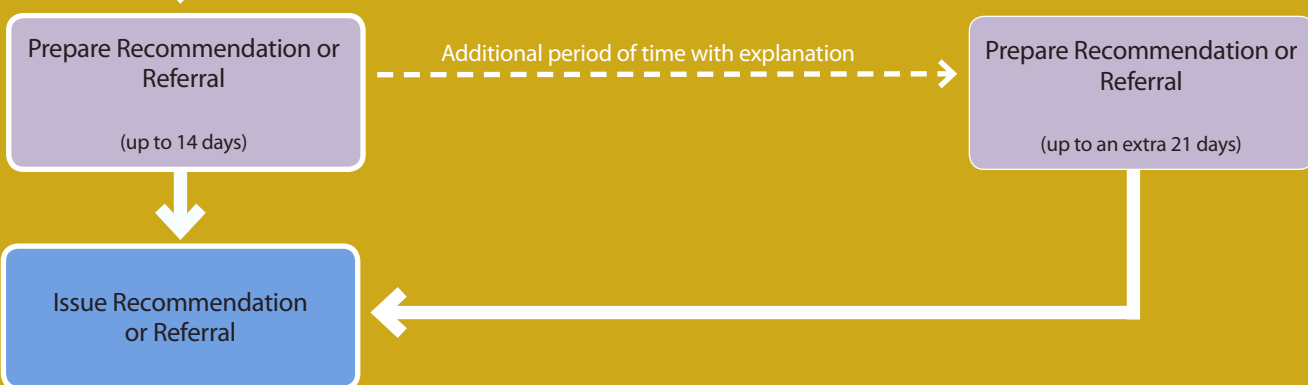 Prepare Recommendation or
Referral
(up to 14 days)
Additional period of time with explanation
Prepare Recommendation or
Referral
(up to an extra 21 days)
Issue Recommendation
or Referral